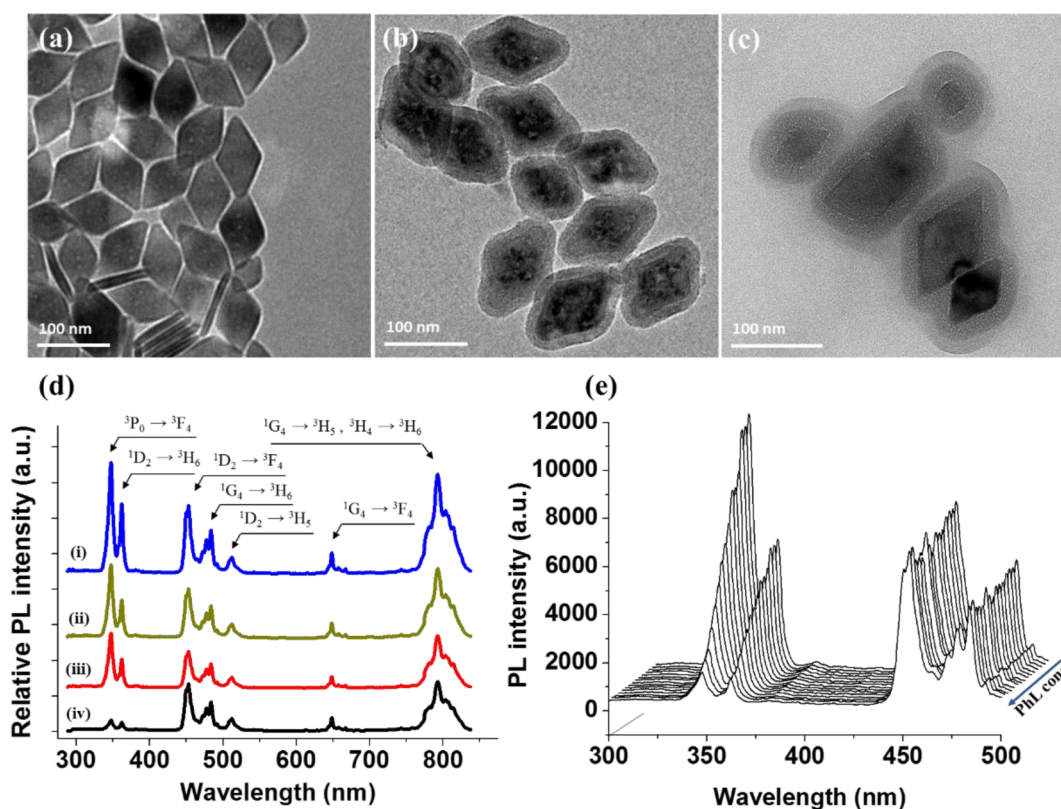 (a)
100 nm
(b)
100 nm
(c)
100 nm
(d)
³P₀ → ³F₄
¹D₂ → ³H₆
¹D₂ → ³F₄
¹G₄ → ³H₆
¹D₂ → ³H₅
¹G₄ → ³H₅ , ³H₄ → ³H₆
¹G₄ → ³F₄
(i)
(ii)
(iii)
(iv)
Relative PL intensity (a.u.)
300 400 500 600 700 800
Wavelength (nm)
(e)
12000
10000
8000
6000
4000
2000
0
PL intensity (a.u.)
300 350 400 450 500
Wavelength (nm)